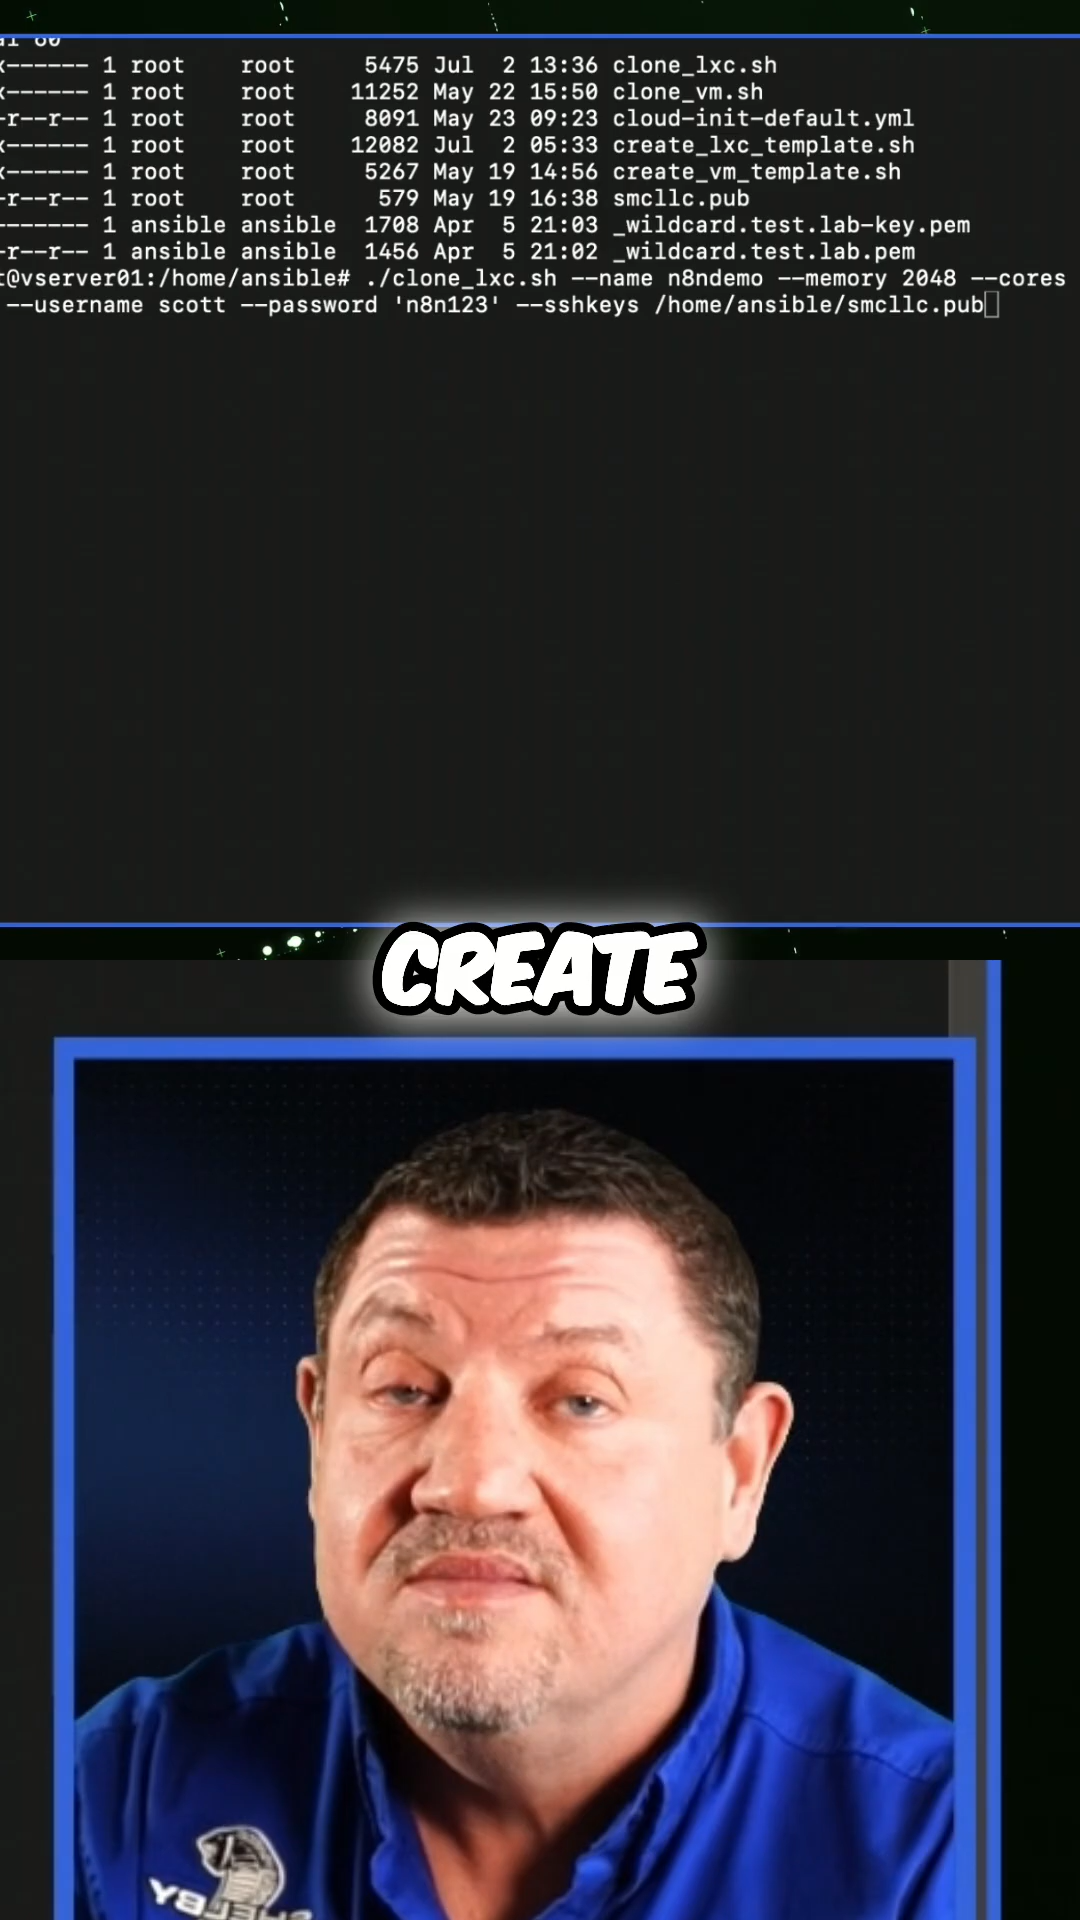 al 80
x------ 1 root root 5475 Jul 2 13:36 clone_lxc.sh
x------ 1 root root 11252 May 22 15:50 clone_vm.sh
-r--r-- 1 root root 8091 May 23 09:23 cloud-init-default.yml
x------ 1 root root 12082 Jul 2 05:33 create_lxc_template.sh
x------ 1 root root 5267 May 19 14:56 create_vm_template.sh
-r--r-- 1 root root 579 May 19 16:38 smcllc.pub
------- 1 ansible ansible 1708 Apr 5 21:03 _wildcard.test.lab-key.pem
-r--r-- 1 ansible ansible 1456 Apr 5 21:02 _wildcard.test.lab.pem
t@vserver01:/home/ansible# ./clone_lxc.sh --name n8ndemo --memory 2048 --cores
--username scott --password 'n8n123' --sshkeys /home/ansible/smcllc.pub
CREATE
SHELBY